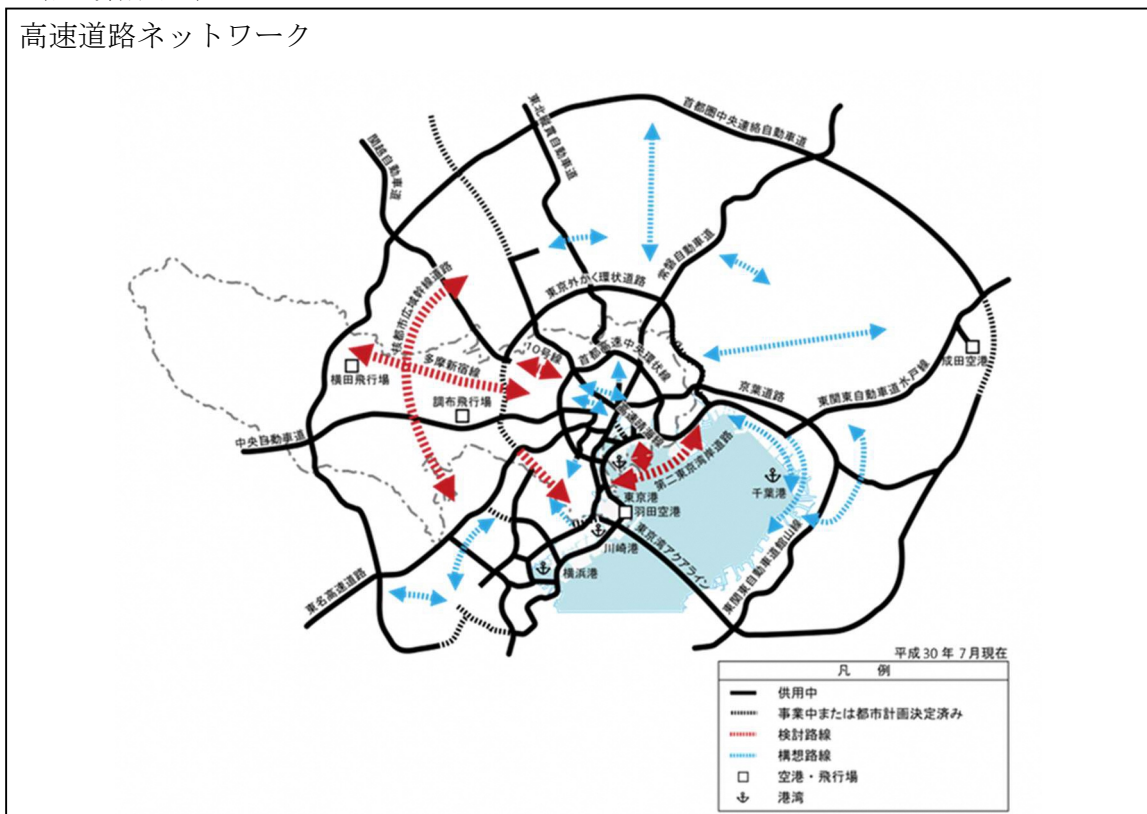 高速道路ネットワーク
東北縦貫自動車道
首都圏中央連絡自動車道
関越自動車道
常磐自動車道
東京外かく環状道路
核都市広域幹線道路
首都高速中央環状線
10号線
多摩新宿線
横田飛行場
成田空港
京葉道路
東関東自動車道水戸線
調布飛行場
高速晴海線
中央自動車道
第二東京湾岸道路
千葉港
東京港
羽田空港
川崎港
東京湾アクアライン
横浜港
東関東自動車道館山線
東名高速道路
平成30年7月現在
凡 例
供用中
事業中または都市計画決定済み
検討路線
構想路線
空港・飛行場
港湾